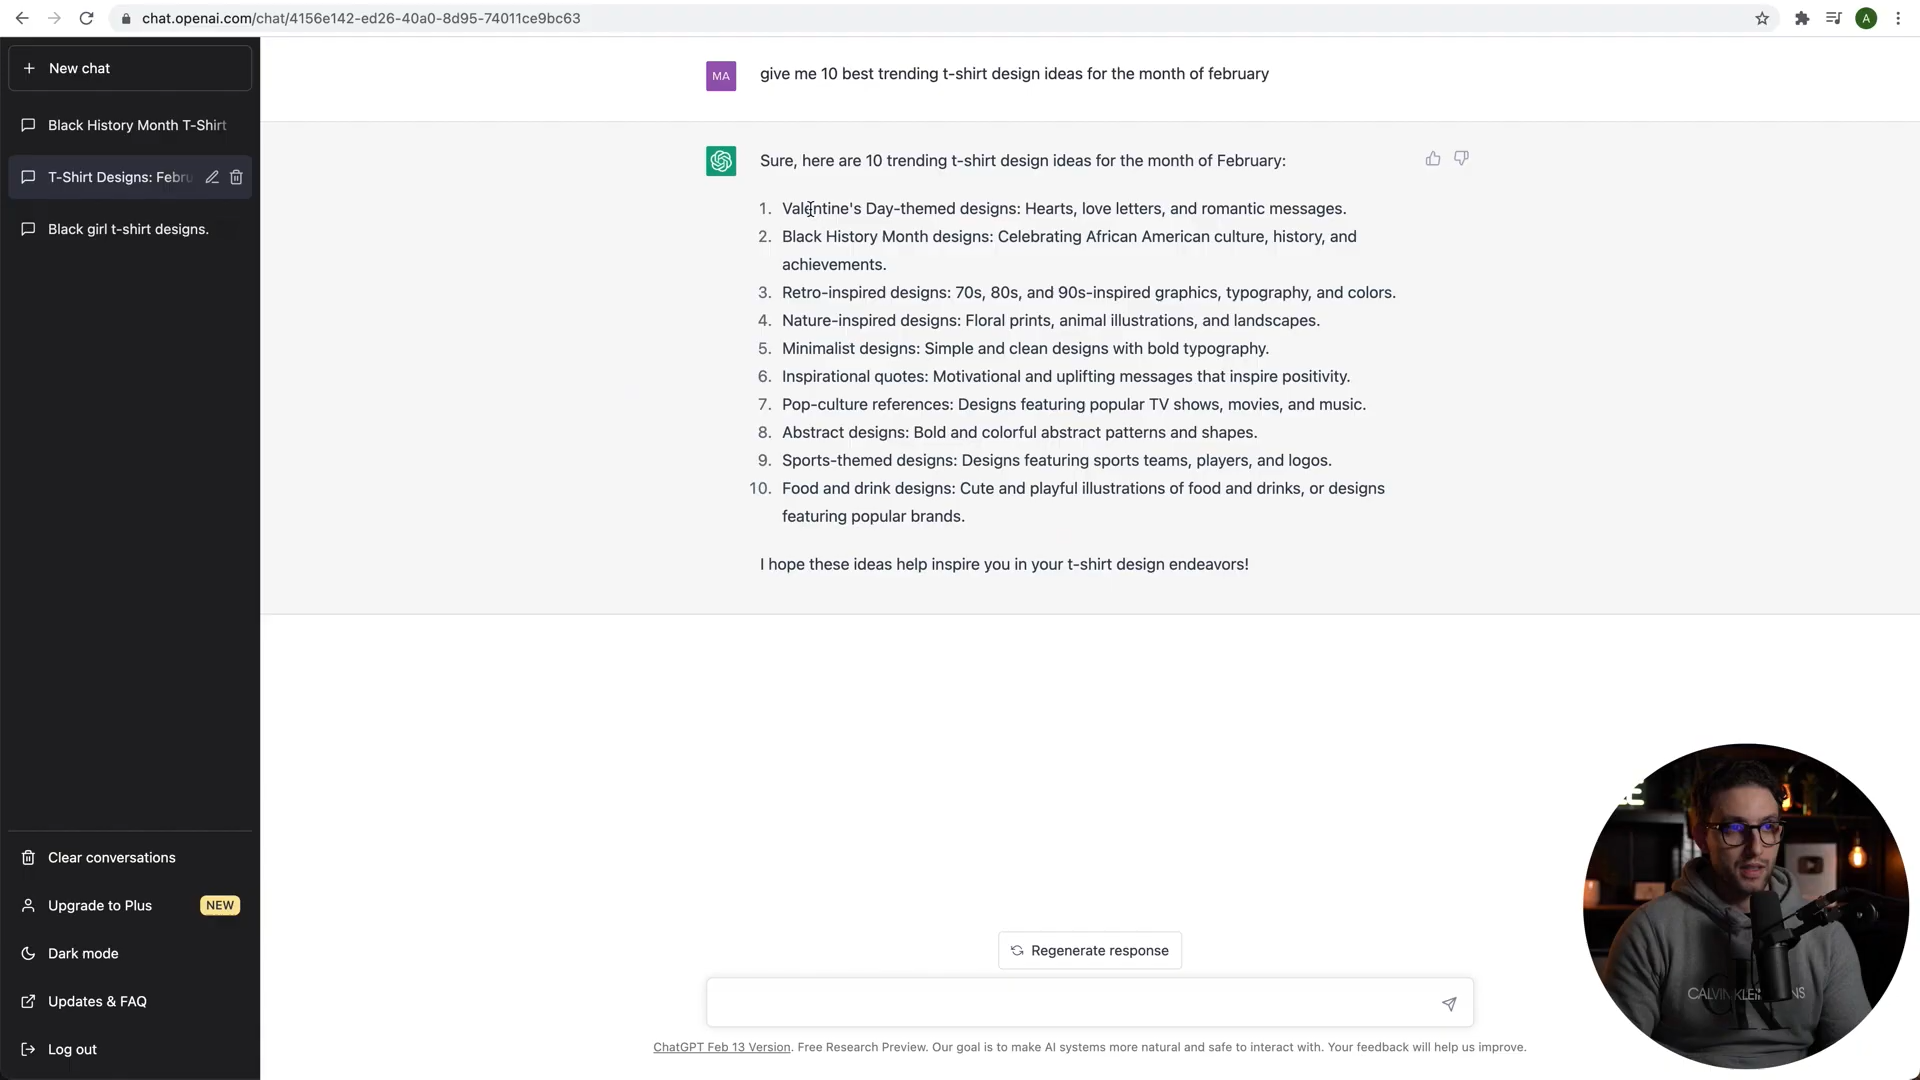 chat.openai.com/chat/4156e142-ed26-40a0-8d95-74011ce9bc63
A
New chat
Black History Month T-Shirt
T-Shirt Designs: Febru
Black girl t-shirt designs.
Clear conversations
Upgrade to Plus NEW
Dark mode
Updates & FAQ
Log out
MA
give me 10 best trending t-shirt design ideas for the month of february
Sure, here are 10 trending t-shirt design ideas for the month of February:
1. Valentine's Day-themed designs: Hearts, love letters, and romantic messages.
2. Black History Month designs: Celebrating African American culture, history, and
achievements.
3. Retro-inspired designs: 70s, 80s, and 90s-inspired graphics, typography, and colors.
4. Nature-inspired designs: Floral prints, animal illustrations, and landscapes.
5. Minimalist designs: Simple and clean designs with bold typography.
6. Inspirational quotes: Motivational and uplifting messages that inspire positivity.
7. Pop-culture references: Designs featuring popular TV shows, movies, and music.
8. Abstract designs: Bold and colorful abstract patterns and shapes.
9. Sports-themed designs: Designs featuring sports teams, players, and logos.
10. Food and drink designs: Cute and playful illustrations of food and drinks, or designs
featuring popular brands.
I hope these ideas help inspire you in your t-shirt design endeavors!
Regenerate response
ChatGPT Feb 13 Version. Free Research Preview. Our goal is to make AI systems more natural and safe to interact with. Your feedback will help us improve.